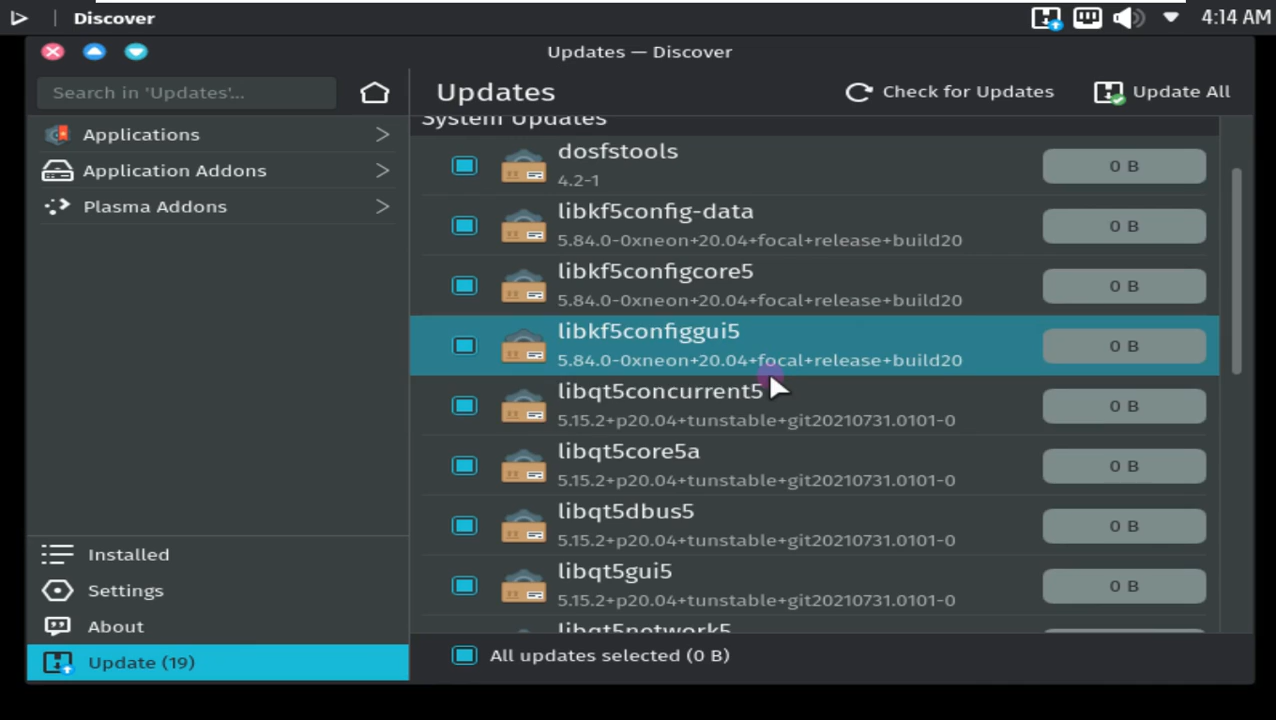 Discover
4:14 AM
Updates — Discover
Search in 'Updates'...
Updates
Check for Updates
Update All
Applications
Application Addons
Plasma Addons
Installed
Settings
About
Update (19)
System Updates
dosfstools
4.2-1
0 B
libkf5config-data
5.84.0-0xneon+20.04+focal+release+build20
0 B
libkf5configcore5
5.84.0-0xneon+20.04+focal+release+build20
0 B
libkf5configgui5
5.84.0-0xneon+20.04+focal+release+build20
0 B
libqt5concurrent5
5.15.2+p20.04+tunstable+git20210731.0101-0
0 B
libqt5core5a
5.15.2+p20.04+tunstable+git20210731.0101-0
0 B
libqt5dbus5
5.15.2+p20.04+tunstable+git20210731.0101-0
0 B
libqt5gui5
5.15.2+p20.04+tunstable+git20210731.0101-0
0 B
libqt5network5
All updates selected (0 B)